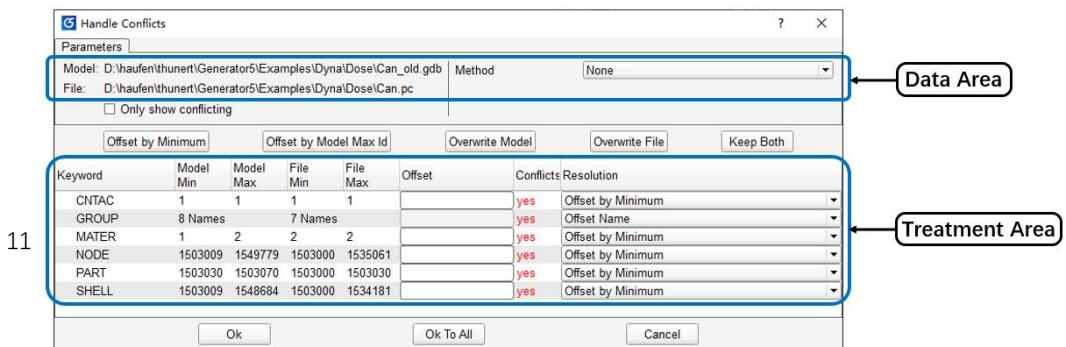 Handle Conflicts ? ×
Parameters
Model: D:\haufen\thunert\Generator5\Examples\Dyna\Dose\Can_old.gdb Method None
File: D:\haufen\thunert\Generator5\Examples\Dyna\Dose\Can.pc
Only show conflicting
Data Area
Offset by Minimum Offset by Model Max Id Overwrite Model Overwrite File Keep Both
Keyword Model Min Model Max File Min File Max Offset Conflicts Resolution
CNTAC 1 1 1 1 yes Offset by Minimum
GROUP 8 Names 7 Names yes Offset Name
MATER 1 2 2 2 yes Offset by Minimum
NODE 1503009 1549779 1503000 1535061 yes Offset by Minimum
PART 1503030 1503070 1503000 1503030 yes Offset by Minimum
SHELL 1503009 1548684 1503000 1534181 yes Offset by Minimum
Treatment Area
11
Ok Ok To All Cancel